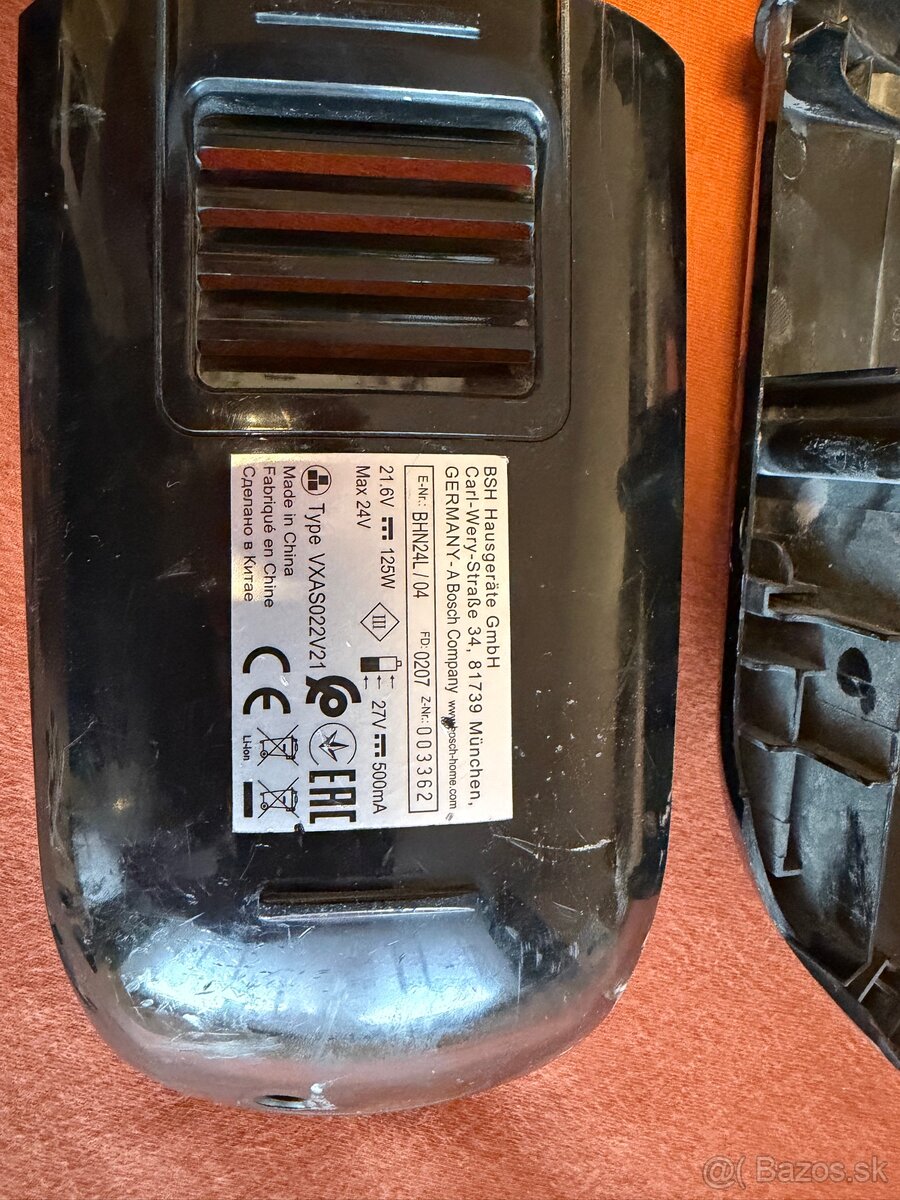 BSH Hausgeräte GmbH
Carl-Wery-Straße 34, 81739 München,
GERMANY - A Bosch Company www.bosch-home.com
E-Nr.: BHN24L / 04 FD: 0207 Z-Nr.: 003362
21.6V 125W III 27V 500mA
Max 24V
Type VXAS022V21
EAC
Made in China
Fabriqué en Chine
Сделано в Китае
CE
Li-Ion
@( Bazos.sk